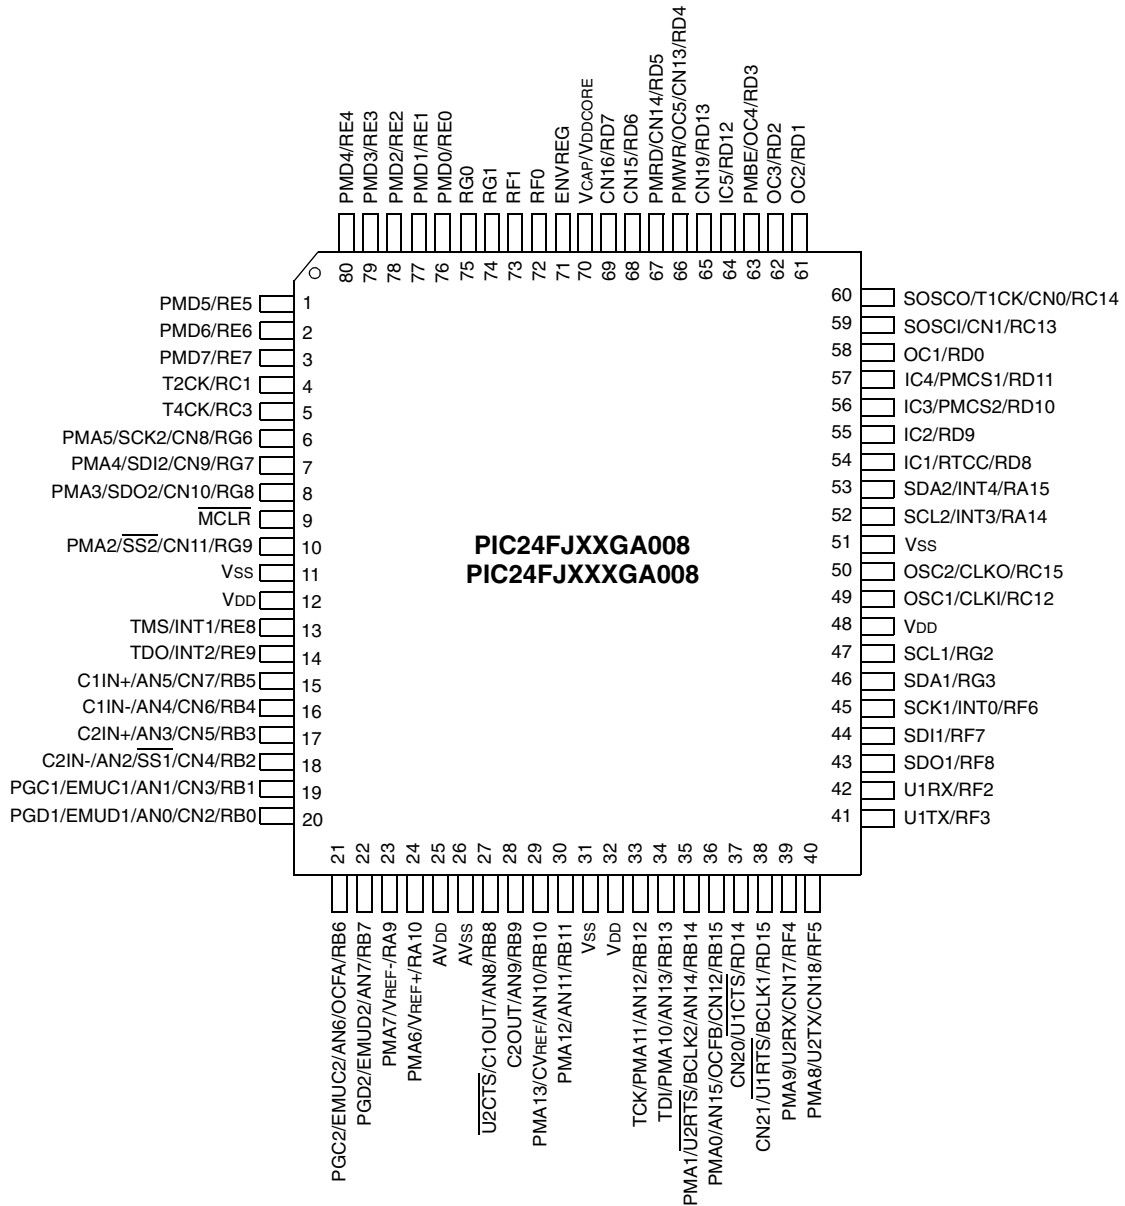 PMD4/RE4
PMD3/RE3
PMD2/RE2
PMD1/RE1
PMD0/RE0
RG0
RG1
RF1
RF0
ENVREG
VCAP/VDDCORE
CN16/RD7
CN15/RD6
PMRD/CN14/RD5
PMWR/OC5/CN13/RD4
CN19/RD13
IC5/RD12
PMBE/OC4/RD3
OC3/RD2
OC2/RD1
80
79
78
77
76
75
74
73
72
71
70
69
68
67
66
65
64
63
62
61
PMD5/RE5 1
PMD6/RE6 2
PMD7/RE7 3
T2CK/RC1 4
T4CK/RC3 5
PMA5/SCK2/CN8/RG6 6
PMA4/SDI2/CN9/RG7 7
PMA3/SDO2/CN10/RG8 8
MCLR 9
PMA2/SS2/CN11/RG9 10
VSS 11
VDD 12
TMS/INT1/RE8 13
TDO/INT2/RE9 14
C1IN+/AN5/CN7/RB5 15
C1IN-/AN4/CN6/RB4 16
C2IN+/AN3/CN5/RB3 17
C2IN-/AN2/SS1/CN4/RB2 18
PGC1/EMUC1/AN1/CN3/RB1 19
PGD1/EMUD1/AN0/CN2/RB0 20
PIC24FJXXGA008
PIC24FJXXXGA008
60 SOSCO/T1CK/CN0/RC14
59 SOSCI/CN1/RC13
58 OC1/RD0
57 IC4/PMCS1/RD11
56 IC3/PMCS2/RD10
55 IC2/RD9
54 IC1/RTCC/RD8
53 SDA2/INT4/RA15
52 SCL2/INT3/RA14
51 VSS
50 OSC2/CLKO/RC15
49 OSC1/CLKI/RC12
48 VDD
47 SCL1/RG2
46 SDA1/RG3
45 SCK1/INT0/RF6
44 SDI1/RF7
43 SDO1/RF8
42 U1RX/RF2
41 U1TX/RF3
21
22
23
24
25
26
27
28
29
30
31
32
33
34
35
36
37
38
39
40
PGC2/EMUC2/AN6/OCFA/RB6
PGD2/EMUD2/AN7/RB7
PMA7/VREF-/RA9
PMA6/VREF+/RA10
AVDD
AVSS
U2CTS/C1OUT/AN8/RB8
C2OUT/AN9/RB9
PMA13/CVREF/AN10/RB10
PMA12/AN11/RB11
VSS
VDD
TCK/PMA11/AN12/RB12
TDI/PMA10/AN13/RB13
PMA1/U2RTS/BCLK2/AN14/RB14
PMA0/AN15/OCFB/CN12/RB15
CN20/U1CTS/RD14
CN21/U1RTS/BCLK1/RD15
PMA9/U2RX/CN17/RF4
PMA8/U2TX/CN18/RF5